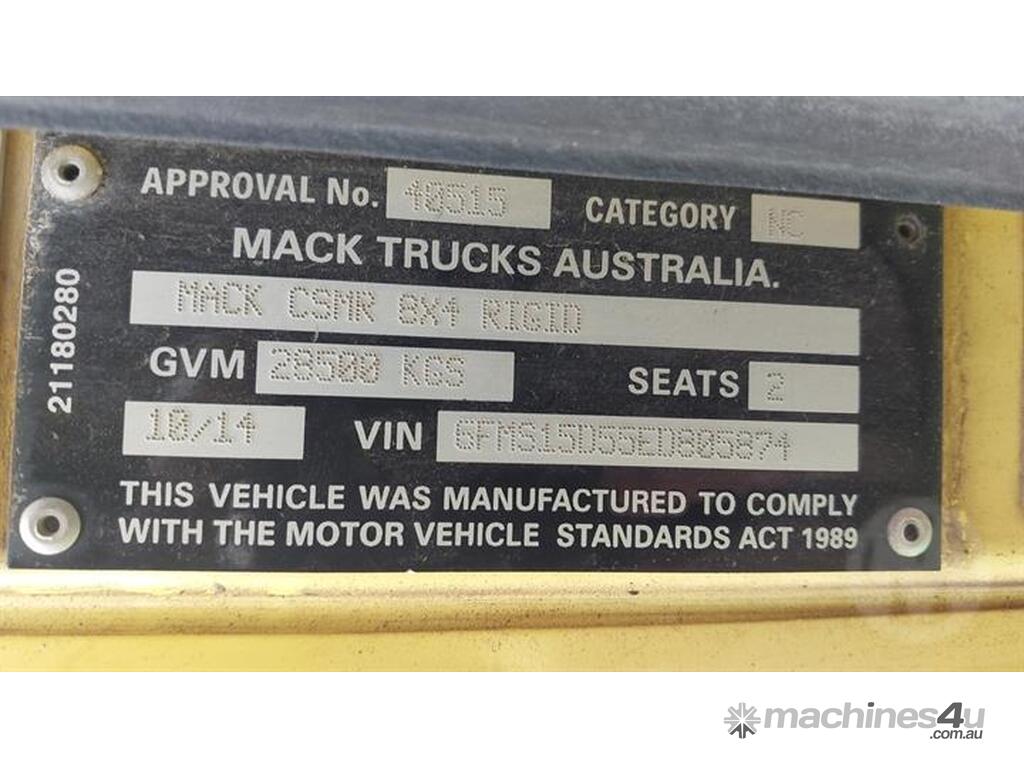 APPROVAL No. 40515 CATEGORY NC
MACK TRUCKS AUSTRALIA.
MACK CSMR 8X4 RIGID
GVM 28500 KGS SEATS 2
10/14 VIN 6FMS15D55ED805874
THIS VEHICLE WAS MANUFACTURED TO COMPLY
WITH THE MOTOR VEHICLE STANDARDS ACT 1989
21180280
machines4u
.com.au